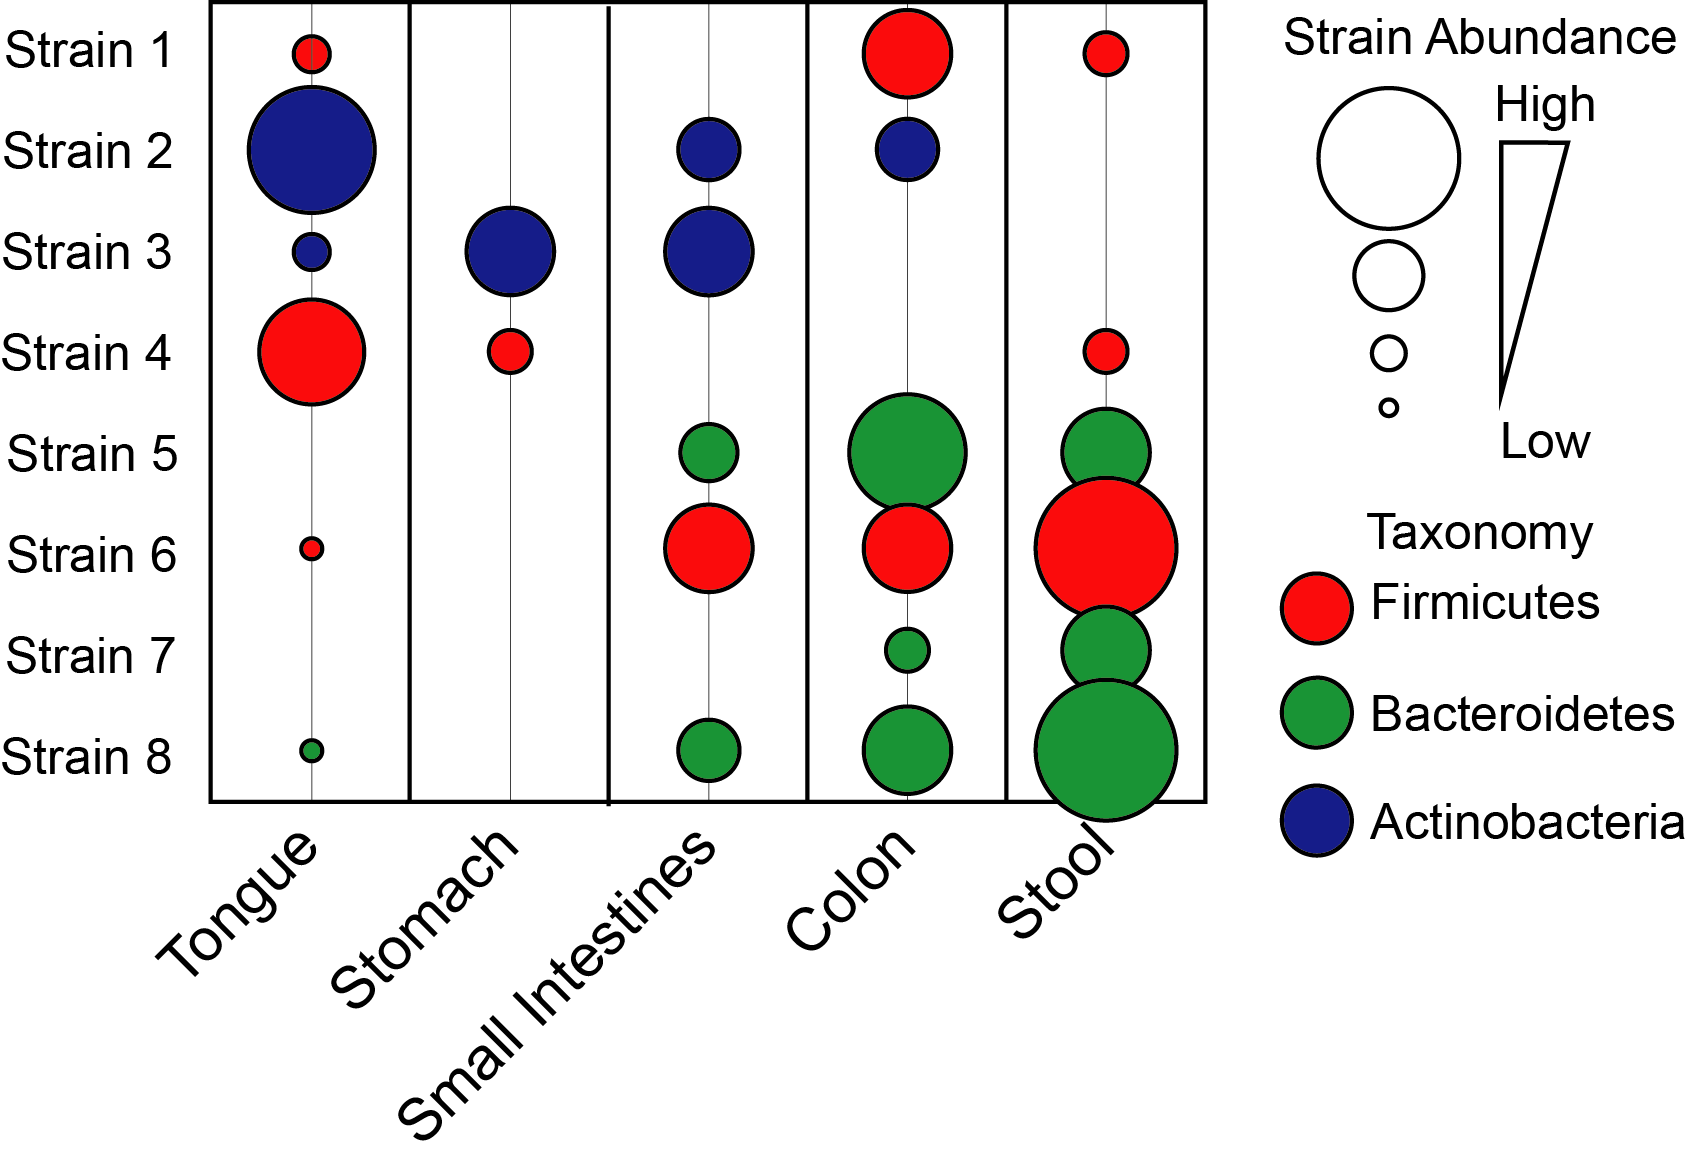 Strain 1
Strain 2
Strain 3
Strain 4
Strain 5
Strain 6
Strain 7
Strain 8
Tongue
Stomach
Small Intestines
Colon
Stool
Strain Abundance
High
Low
Taxonomy
Firmicutes
Bacteroidetes
Actinobacteria